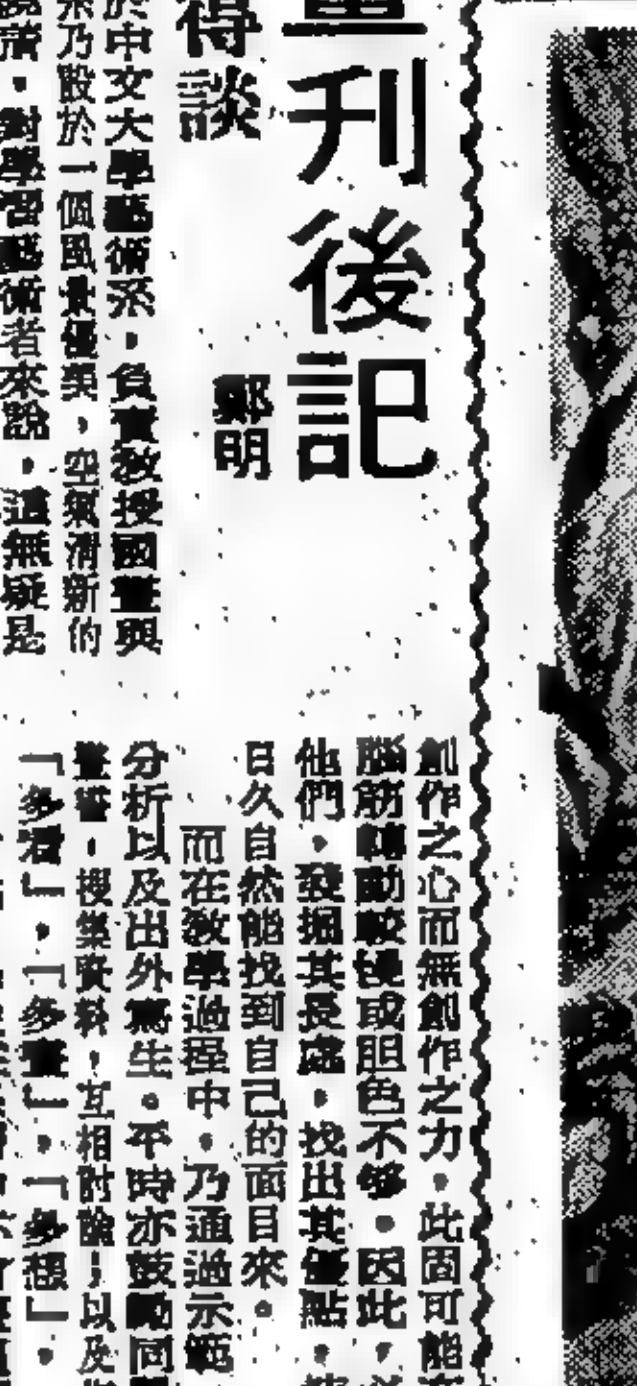 畫刊後記
得談
鄭明
於中文大學藝術系，負責教授國畫與
系乃設於一個風景優美，空氣清新的
對學習藝術者來說，這無疑是
創作之心而無創作之力，此固可能
腦筋轉動較慢或胆色不够。因此，
他們，發掘其長處，找出其優點，
日久自然能找到自己的面目來。
而在教學過程中，乃通過示範
分析以及出外寫生。平時亦鼓勵同
畫書，搜集資料，互相討論；以及
「多看」，「多畫」，「多想」，